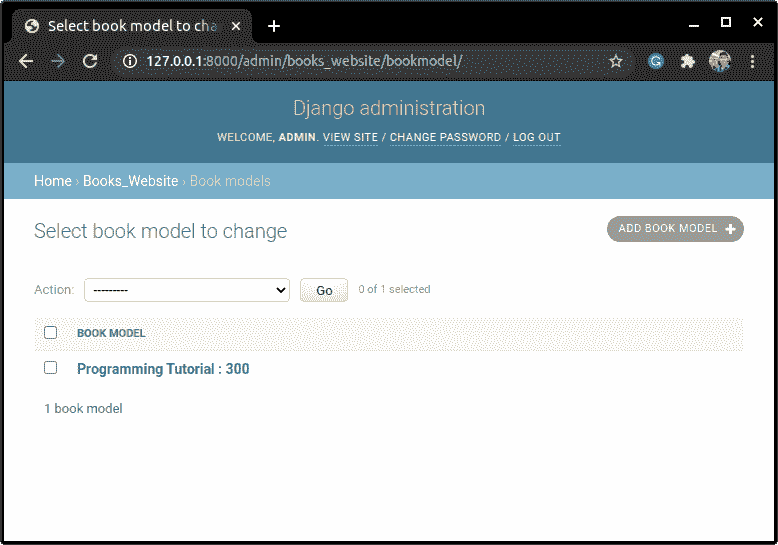 Select book model to cha
127.0.0.1:8000/admin/books_website/bookmodel/
Django administration
WELCOME, ADMIN. VIEW SITE / CHANGE PASSWORD / LOG OUT
Home › Books_Website › Book models
Select book model to change
ADD BOOK MODEL +
Action: --------- Go 0 of 1 selected
BOOK MODEL
Programming Tutorial : 300
1 book model